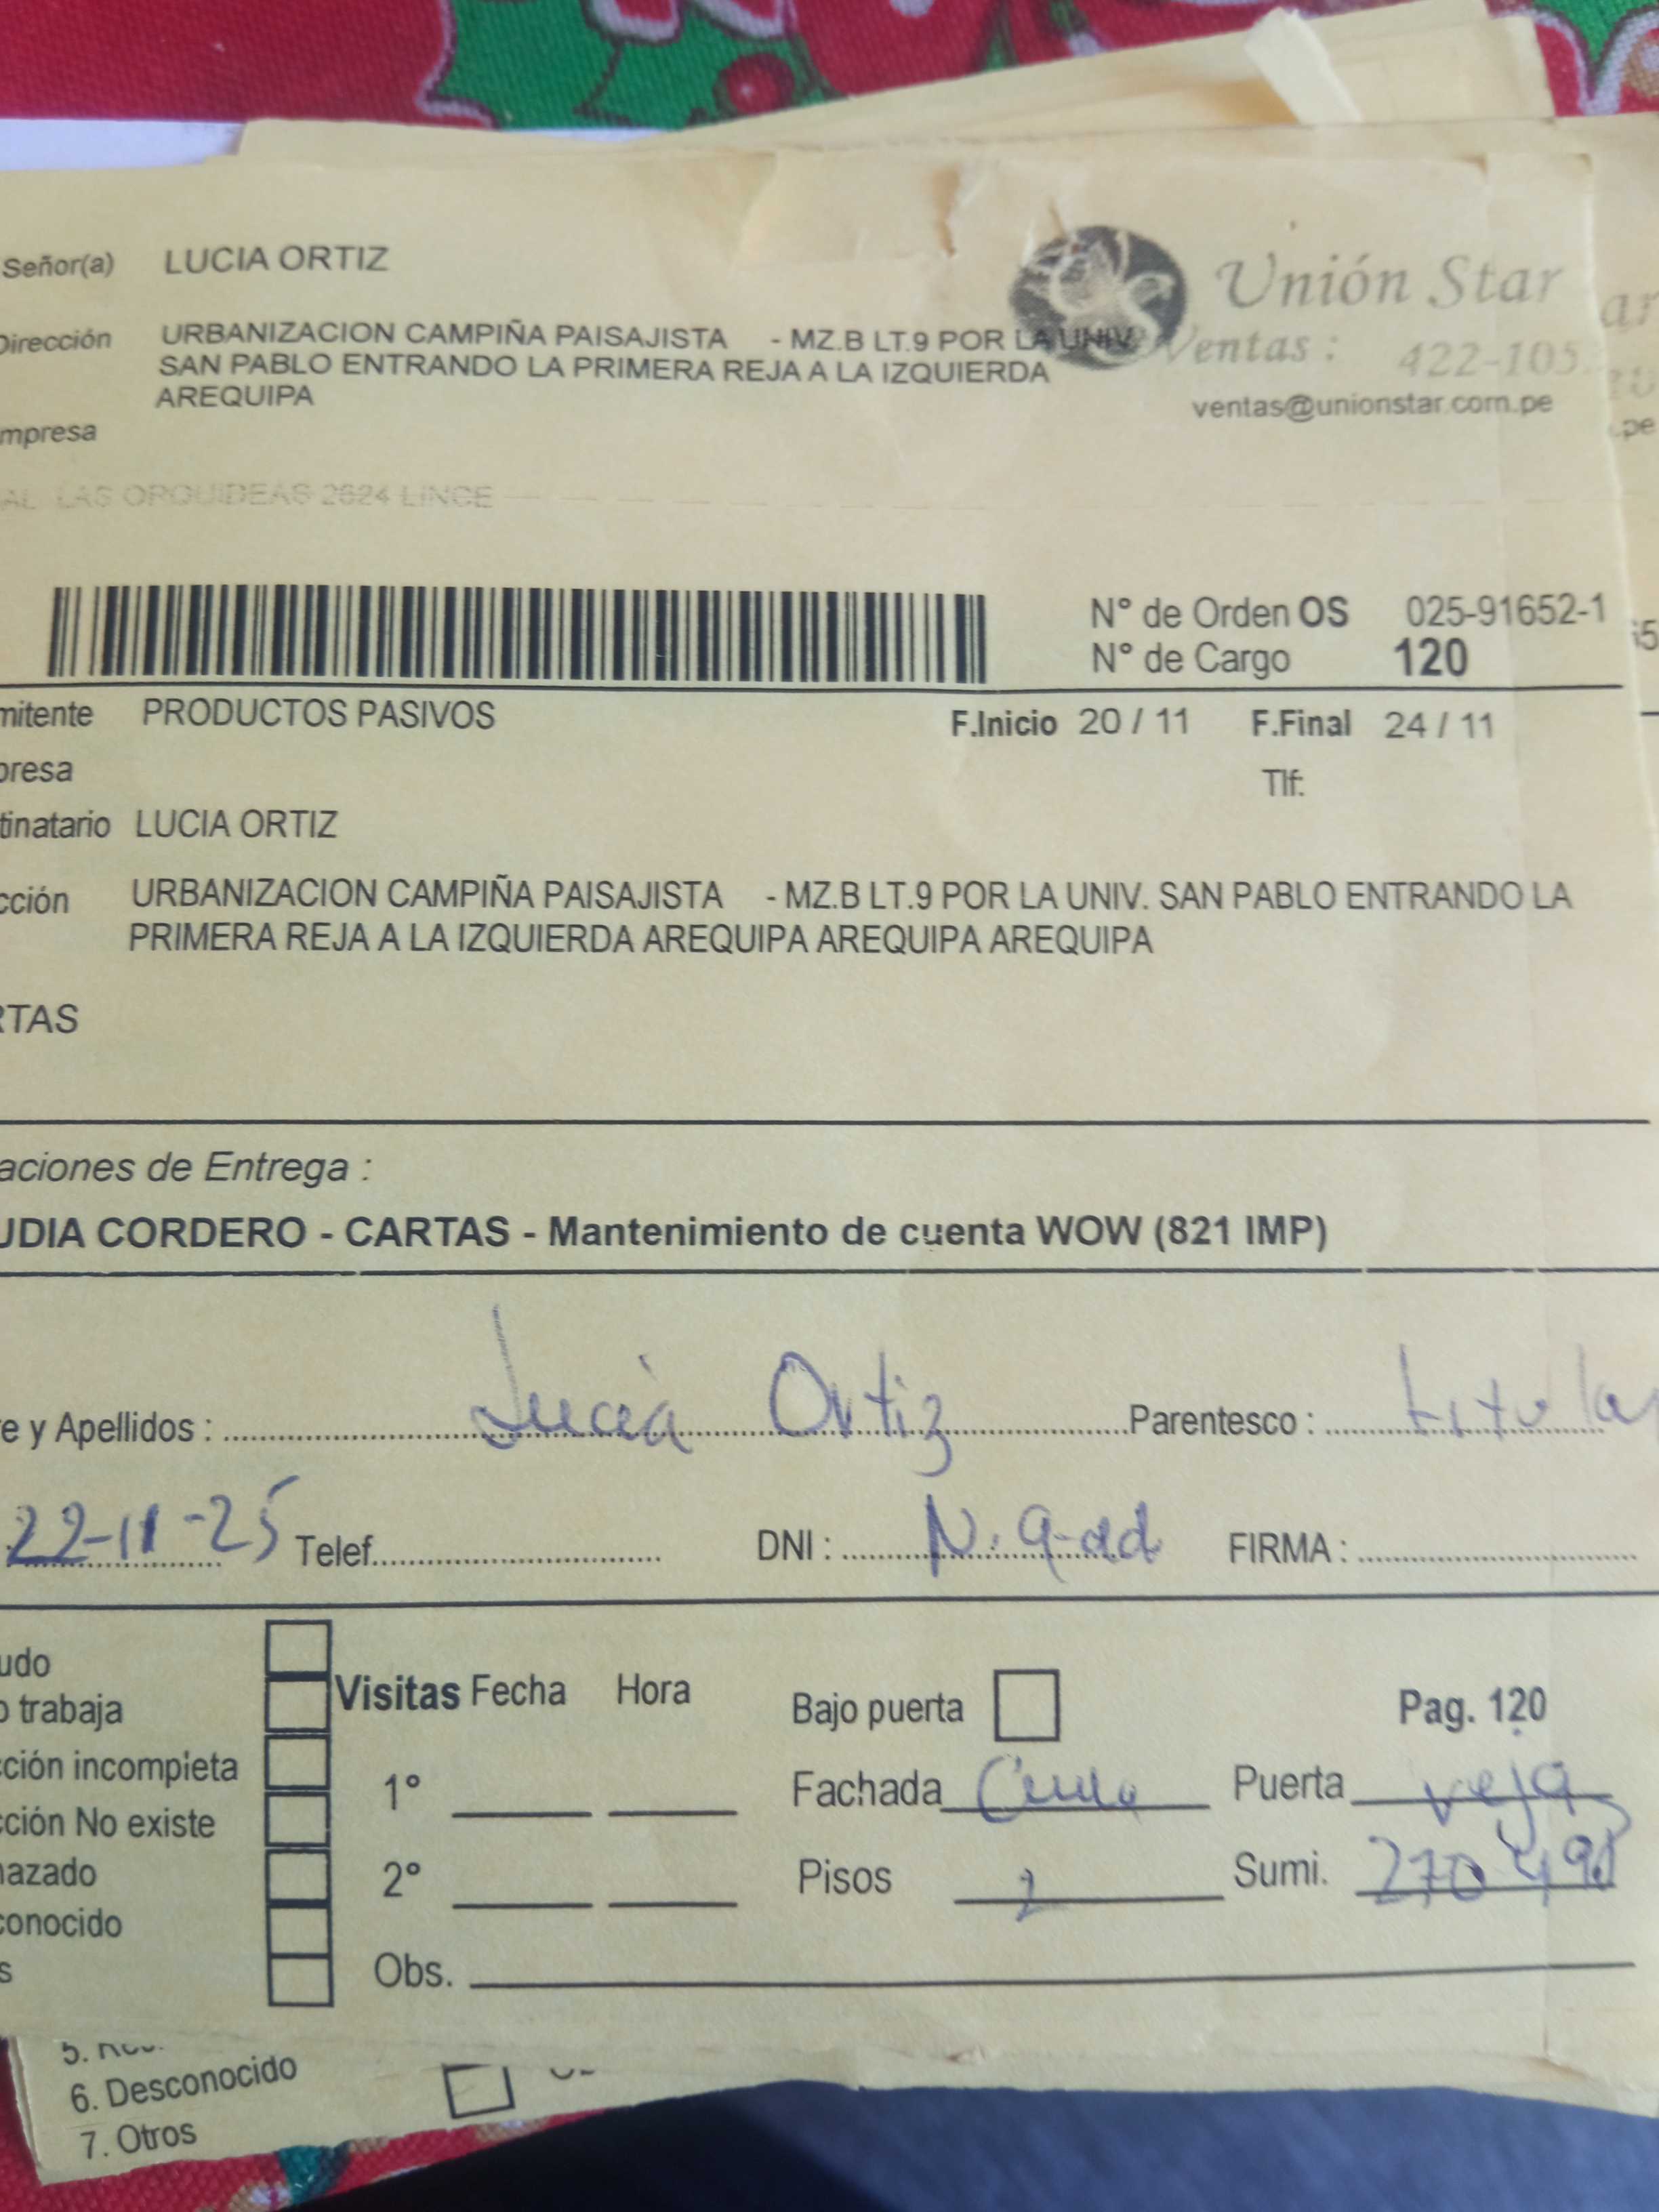 Señor(a) LUCIA ORTIZ
Unión Star
Dirección URBANIZACION CAMPIÑA PAISAJISTA - MZ.B LT.9 POR LA UNIV.
Ventas : 422-105
SAN PABLO ENTRANDO LA PRIMERA REJA A LA IZQUIERDA
AREQUIPA
ventas@unionstar.com.pe
mpresa
AL LAS ORQUIDEAS 2624 LINCE
N° de Orden OS 025-91652-1
N° de Cargo 120
mitente PRODUCTOS PASIVOS F.Inicio 20 / 11 F.Final 24 / 11
presa Tlf:
tinatario LUCIA ORTIZ
cción URBANIZACION CAMPIÑA PAISAJISTA - MZ.B LT.9 POR LA UNIV. SAN PABLO ENTRANDO LA
PRIMERA REJA A LA IZQUIERDA AREQUIPA AREQUIPA AREQUIPA
RTAS
aciones de Entrega :
UDIA CORDERO - CARTAS - Mantenimiento de cuenta WOW (821 IMP)
e y Apellidos : Lucia Ortiz Parentesco : titular
22-11-25 Telef. DNI : FIRMA :
udo
o trabaja Visitas Fecha Hora Bajo puerta Pag. 120
cción incompleta 1° Fachada Puerta reja
cción No existe
hazado 2° Pisos 2 Sumi.
conocido
s Obs.
6. Desconocido
7. Otros